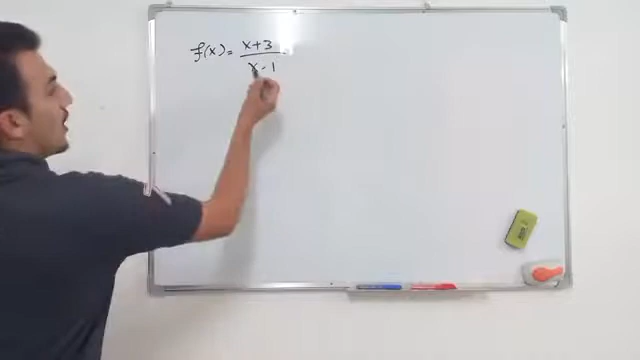 f(x) = x+3
x-1